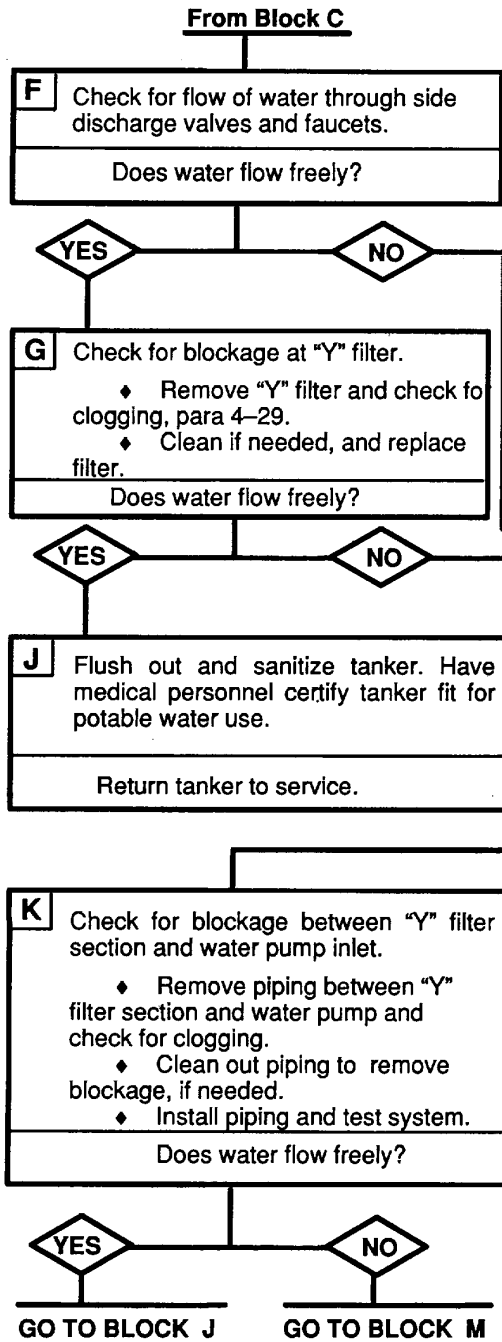 From Block C
F
Check for flow of water through side
discharge valves and faucets.
Does water flow freely?
YES
NO
G
Check for blockage at “Y” filter.
♦ Remove “Y” filter and check fo
clogging, para 4–29.
♦ Clean if needed, and replace
filter.
Does water flow freely?
YES
NO
J
Flush out and sanitize tanker. Have
medical personnel certify tanker fit for
potable water use.
Return tanker to service.
K
Check for blockage between “Y” filter
section and water pump inlet.
♦ Remove piping between “Y”
filter section and water pump and
check for clogging.
♦ Clean out piping to remove
blockage, if needed.
♦ Install piping and test system.
Does water flow freely?
YES
NO
GO TO BLOCK J
GO TO BLOCK M